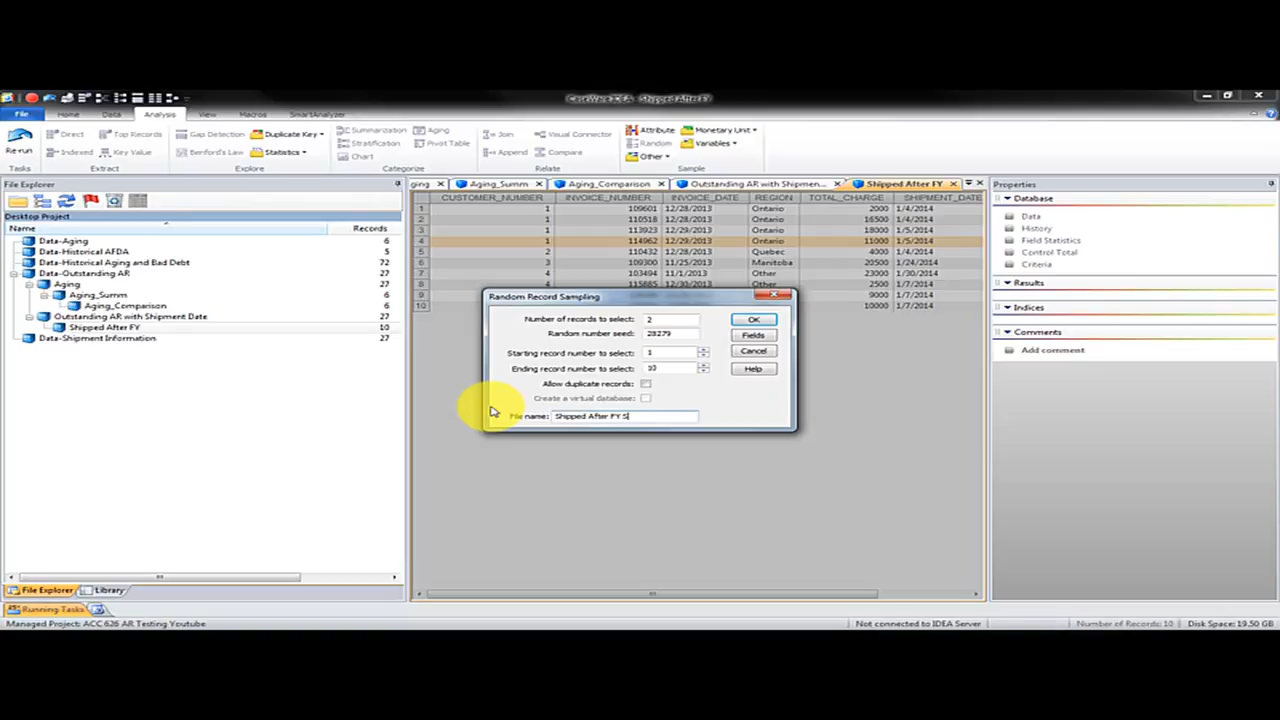 CaseWare IDEA - Shipped After FY
File Home Data Analysis View Macros SmartAnalyzer
Direct Top Records Gap Detection Duplicate Key Summarization Aging Join Visual Connector Attribute Monetary Unit
Re-run Stratification Pivot Table Random Variables
Indexed Key Value Benford's Law Statistics Chart Append Compare Other
Tasks Extract Explore Categorize Relate Sample
File Explorer
Desktop Project
Name Records
Data-Aging 6
Data-Historical AFDA 5
Data-Historical Aging and Bad Debt 72
Data-Outstanding AR 27
Aging 27
Aging_Summ 6
Aging_Comparison 6
Outstanding AR with Shipment Date 27
Shipped After FY 10
Data-Shipment Information 27
File Explorer Library
Running Tasks
ging Aging_Summ Aging_Comparison Outstanding AR with Shipmen... Shipped After FY
CUSTOMER_NUMBER INVOICE_NUMBER INVOICE_DATE REGION TOTAL_CHARGE SHIPMENT_DATE
1 1 109601 12/28/2013 Ontario 2000 1/4/2014
2 1 110518 12/28/2013 Ontario 16500 1/4/2014
3 1 113923 12/29/2013 Ontario 18000 1/5/2014
4 1 114962 12/29/2013 Ontario 11000 1/5/2014
5 2 110432 12/28/2013 Quebec 4000 1/4/2014
6 3 109300 11/25/2013 Manitoba 20500 1/24/2014
7 4 103494 11/1/2013 Other 23000 1/30/2014
8 4 115885 12/30/2013 Other 2500 1/7/2014
9 9000 1/7/2014
10 10000 1/7/2014
Random Record Sampling
Number of records to select: 2 OK
Random number seed: 28279 Fields
Starting record number to select: 1 Cancel
Ending record number to select: 10 Help
Allow duplicate records:
Create a virtual database:
File name: Shipped After FY S
Properties
Database
Data
History
Field Statistics
Control Total
Criteria
Results
Indices
Comments
Add comment
Managed Project: ACC 626 AR Testing Youtube Not connected to IDEA Server Number of Records: 10 Disk Space: 19.50 GB